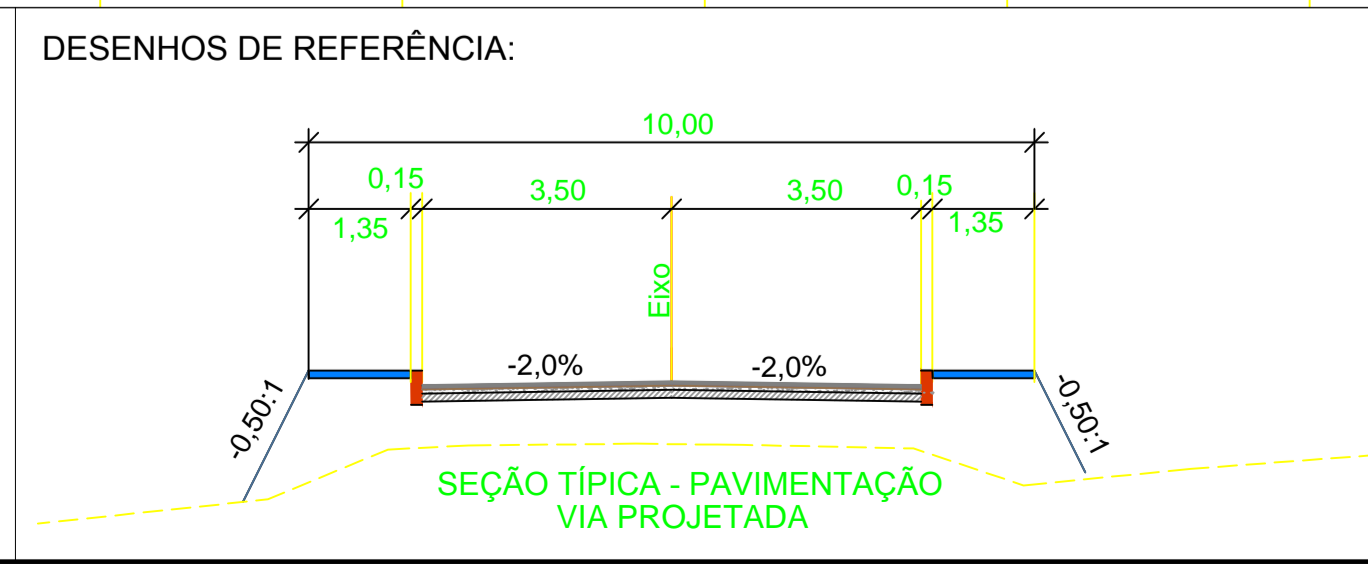 DESENHOS DE REFERÊNCIA:
10,00
0,15
3,50
3,50
0,15
1,35
1,35
Eixo
-2,0%
-2,0%
-0,50:1
-0,50:1
SEÇÃO TÍPICA - PAVIMENTAÇÃO
VIA PROJETADA